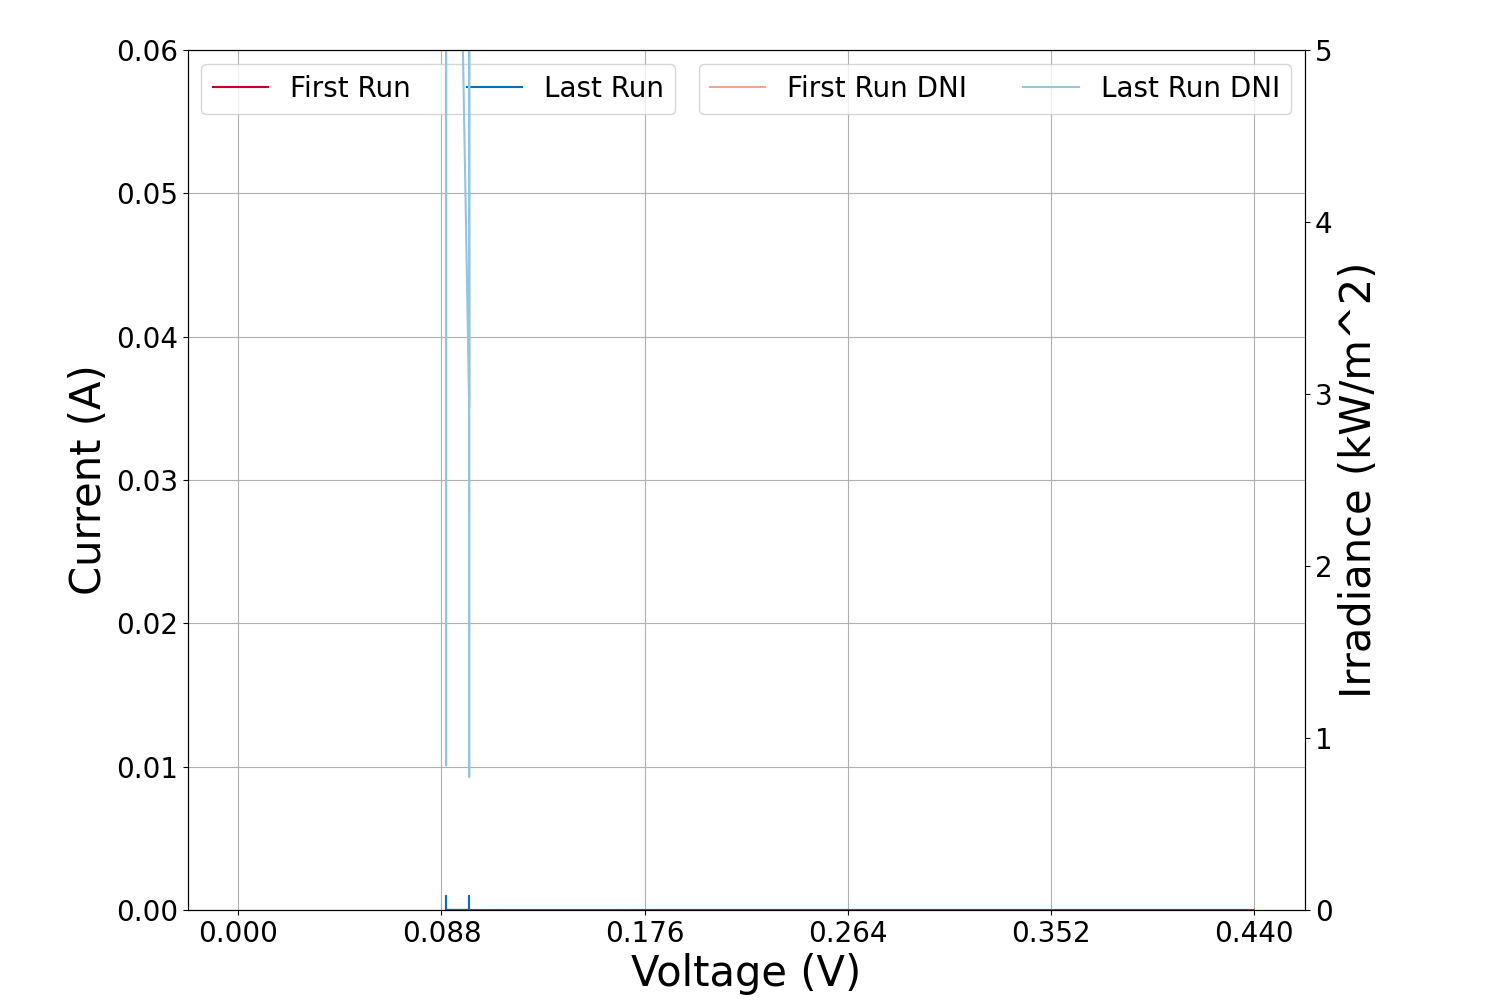 First Run
Last Run
First Run DNI
Last Run DNI
0.06
0.05
0.04
0.03
0.02
0.01
0.00
Current (A)
5
4
3
2
1
0
Irradiance (kW/m^2)
0.000 0.088 0.176 0.264 0.352 0.440
Voltage (V)